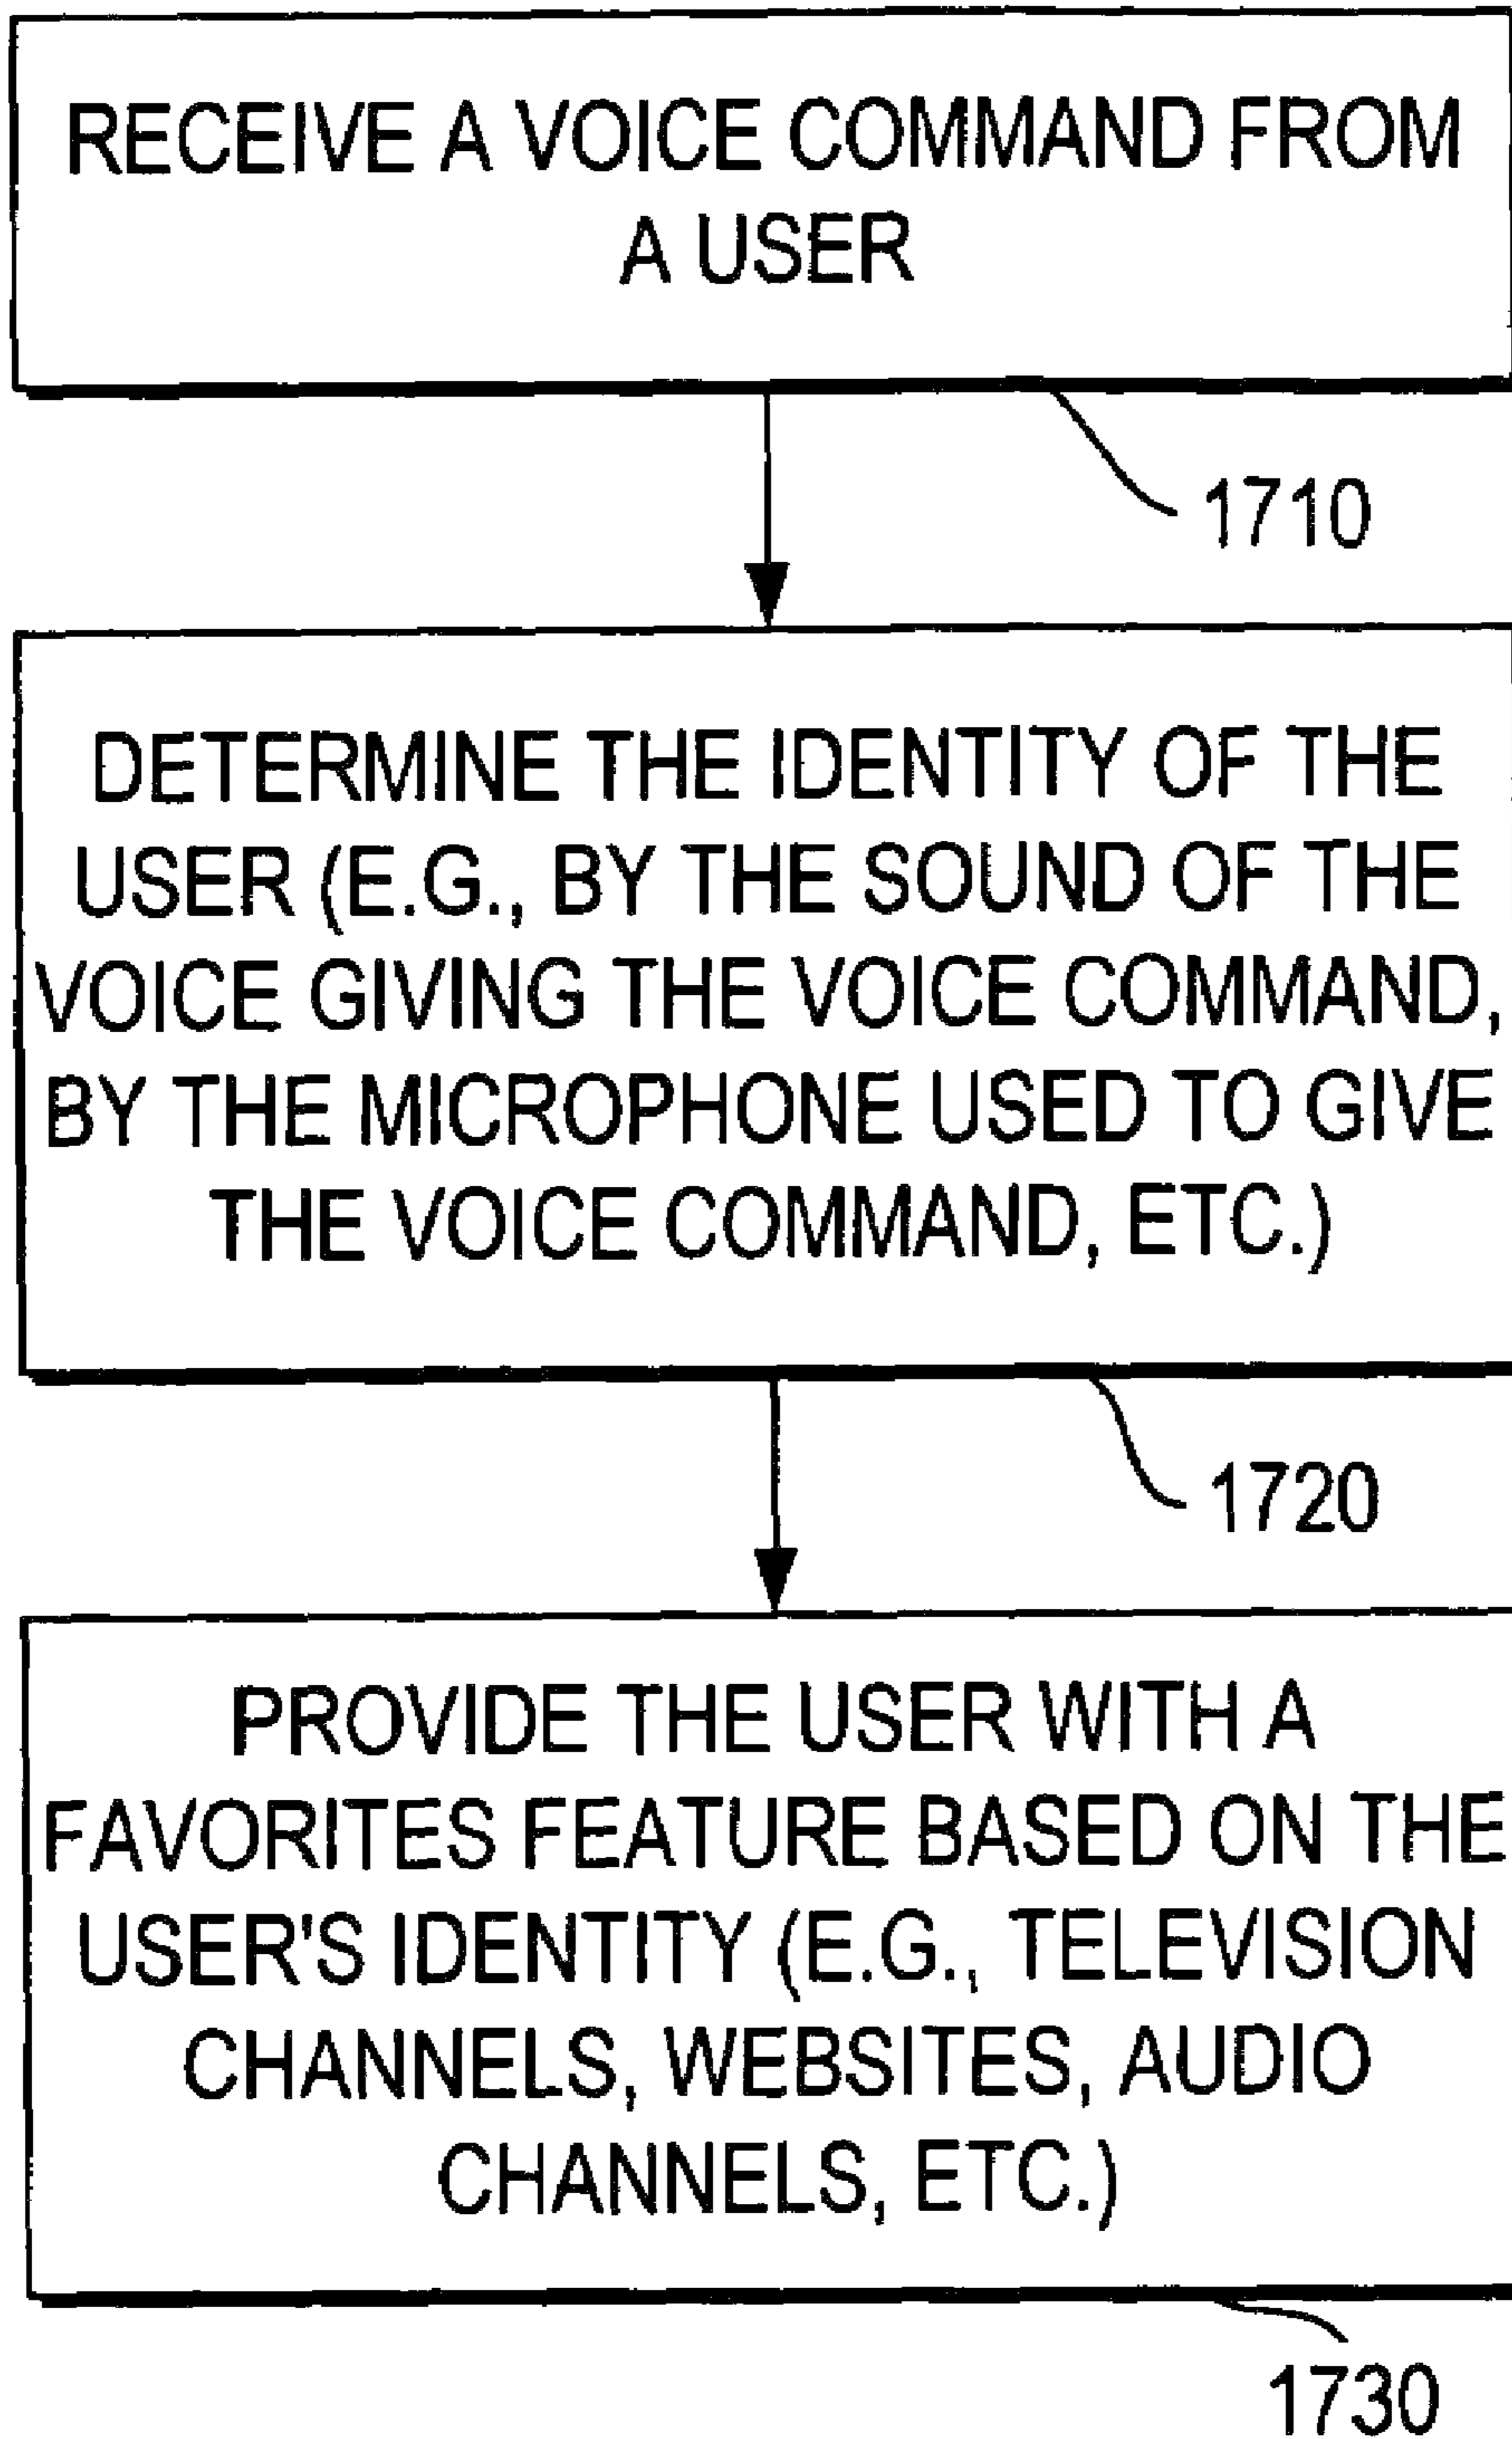 RECEIVE A VOICE COMMAND FROM
A USER
1710
DETERMINE THE IDENTITY OF THE
USER (E.G., BY THE SOUND OF THE
VOICE GIVING THE VOICE COMMAND,
BY THE MICROPHONE USED TO GIVE
THE VOICE COMMAND, ETC.)
1720
PROVIDE THE USER WITH A
FAVORITES FEATURE BASED ON THE
USER'S IDENTITY (E.G., TELEVISION
CHANNELS, WEBSITES, AUDIO
CHANNELS, ETC.)
1730